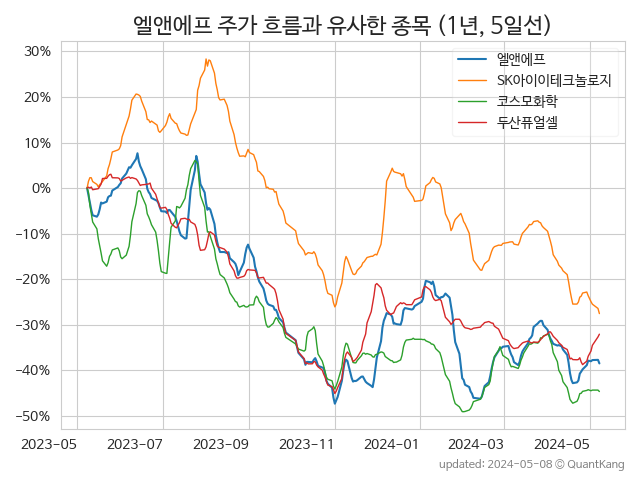 엘앤에프 주가 흐름과 유사한 종목 (1년, 5일선)
엘앤에프
SK아이이테크놀로지
코스모화학
두산퓨얼셀
30%
20%
10%
0%
−10%
−20%
−30%
−40%
−50%
2023−05 2023−07 2023−09 2023−11 2024−01 2024−03 2024−05
updated: 2024-05-08 © QuantKang